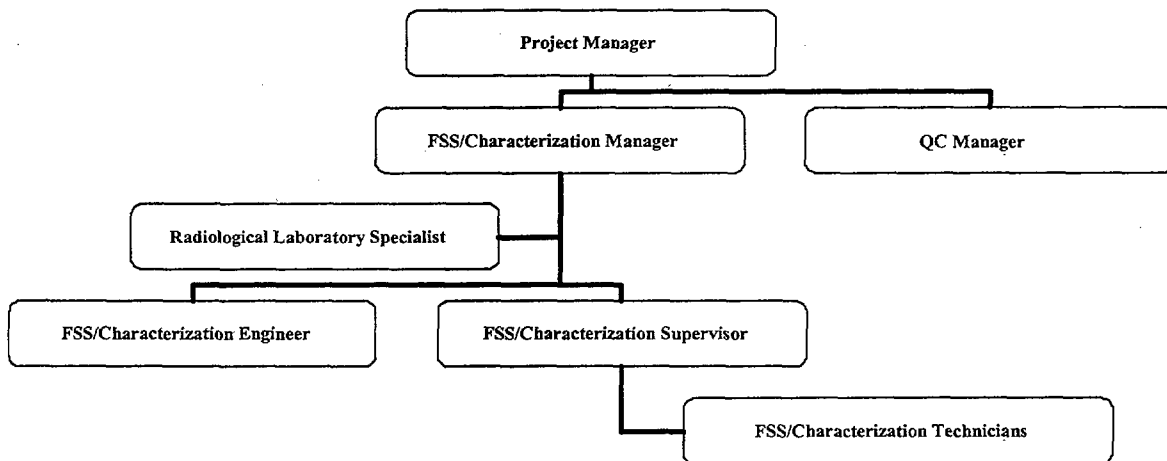 Project Manager
FSS/Characterization Manager
QC Manager
Radiological Laboratory Specialist
FSS/Characterization Engineer
FSS/Characterization Supervisor
FSS/Characterization Technicians